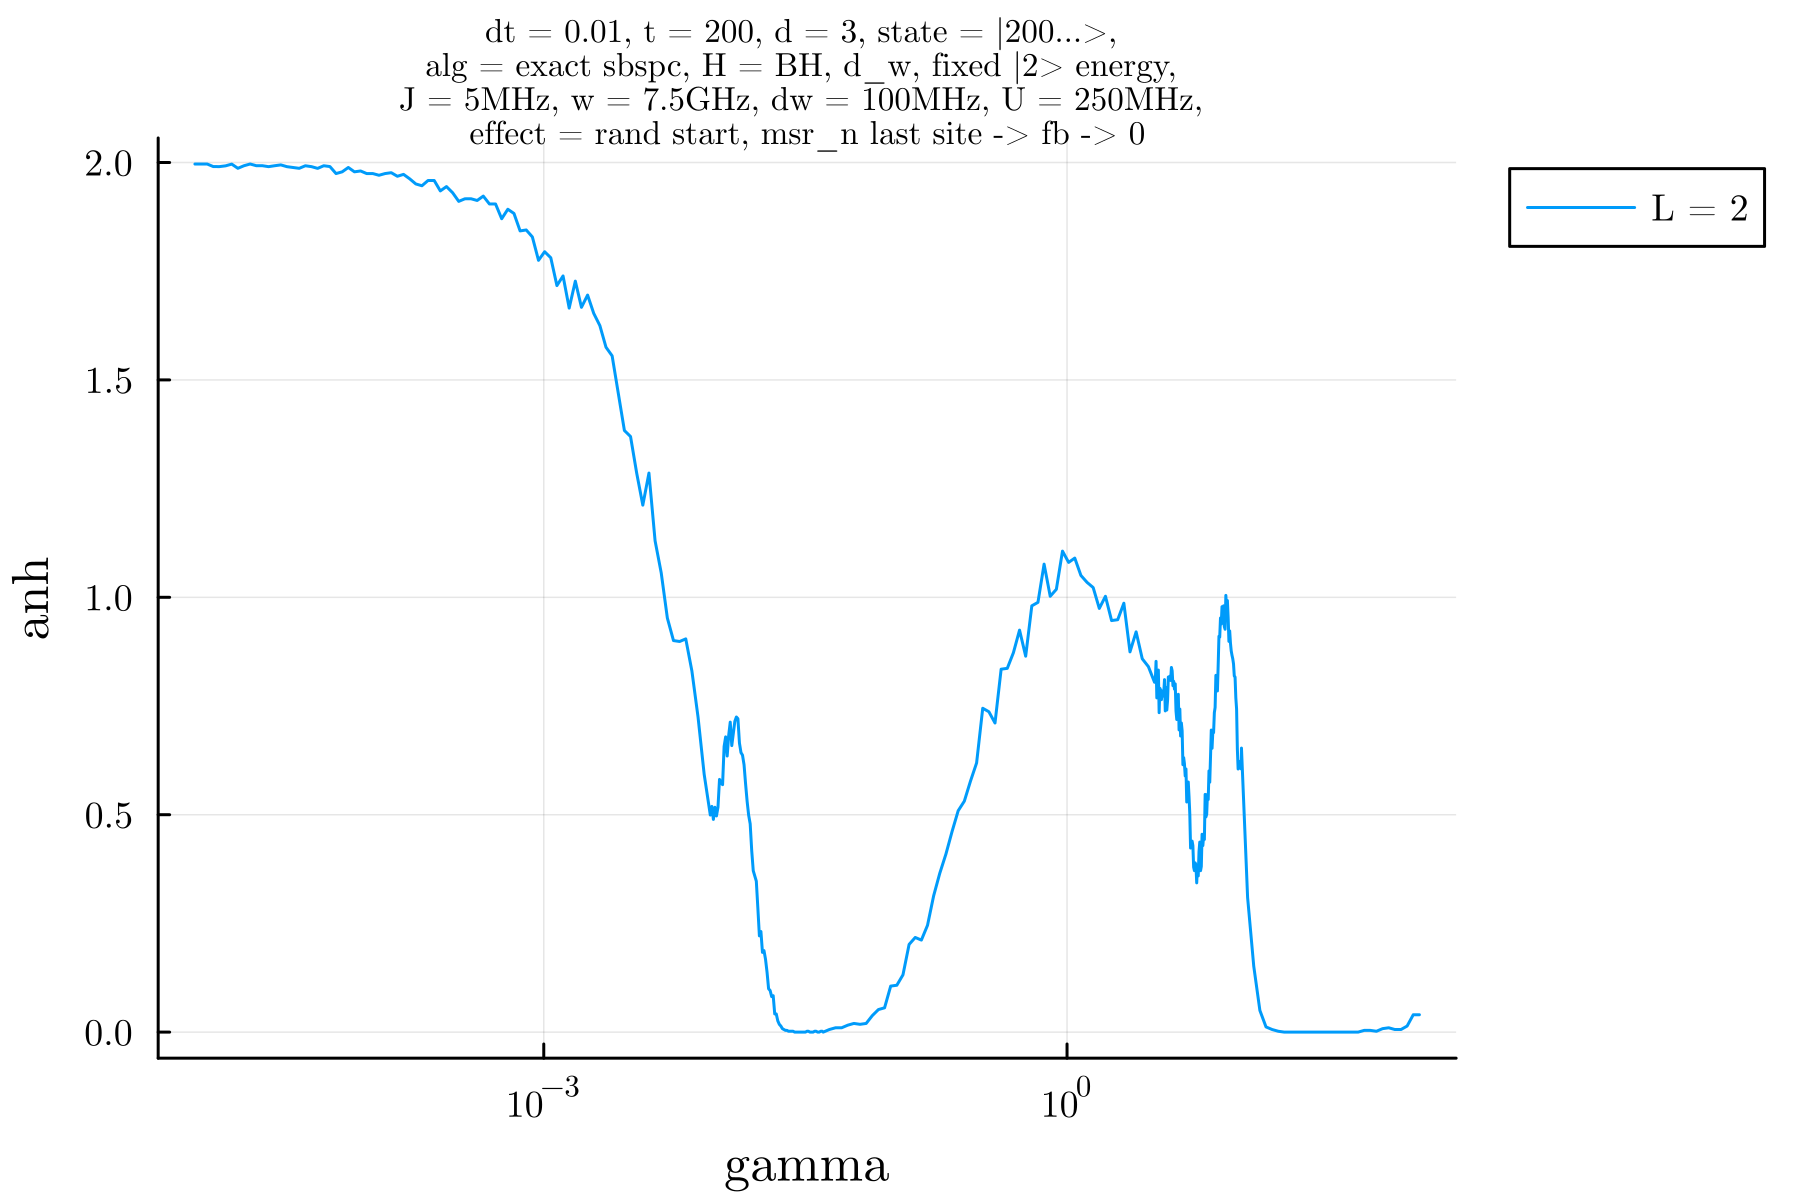 dt = 0.01, t = 200, d = 3, state = |200...>,
alg = exact sbspc, H = BH, d_w, fixed |2> energy,
J = 5MHz, w = 7.5GHz, dw = 100MHz, U = 250MHz,
effect = rand start, msr_n last site -> fb -> 0
L = 2
anh
2.0
1.5
1.0
0.5
0.0
10⁻³
10⁰
gamma